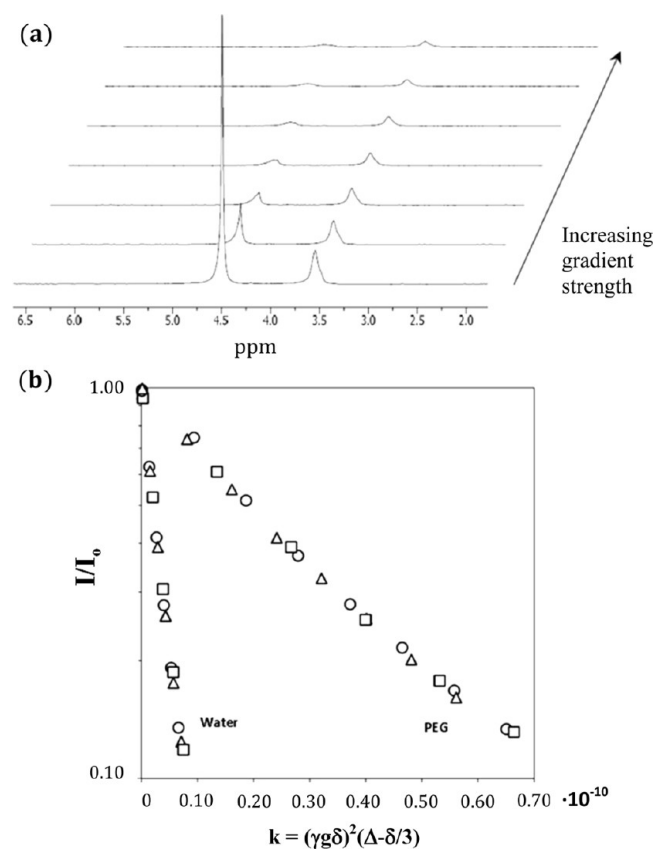 (a)
Increasing
gradient
strength
6.5 6.0 5.5 5.0 4.5 4.0 3.5 3.0 2.5 2.0
ppm
(b)
1.00
I/I₀
Water
PEG
0.10
0 0.10 0.20 0.30 0.40 0.50 0.60 0.70 ·10⁻¹⁰
k = (γgδ)²(Δ-δ/3)